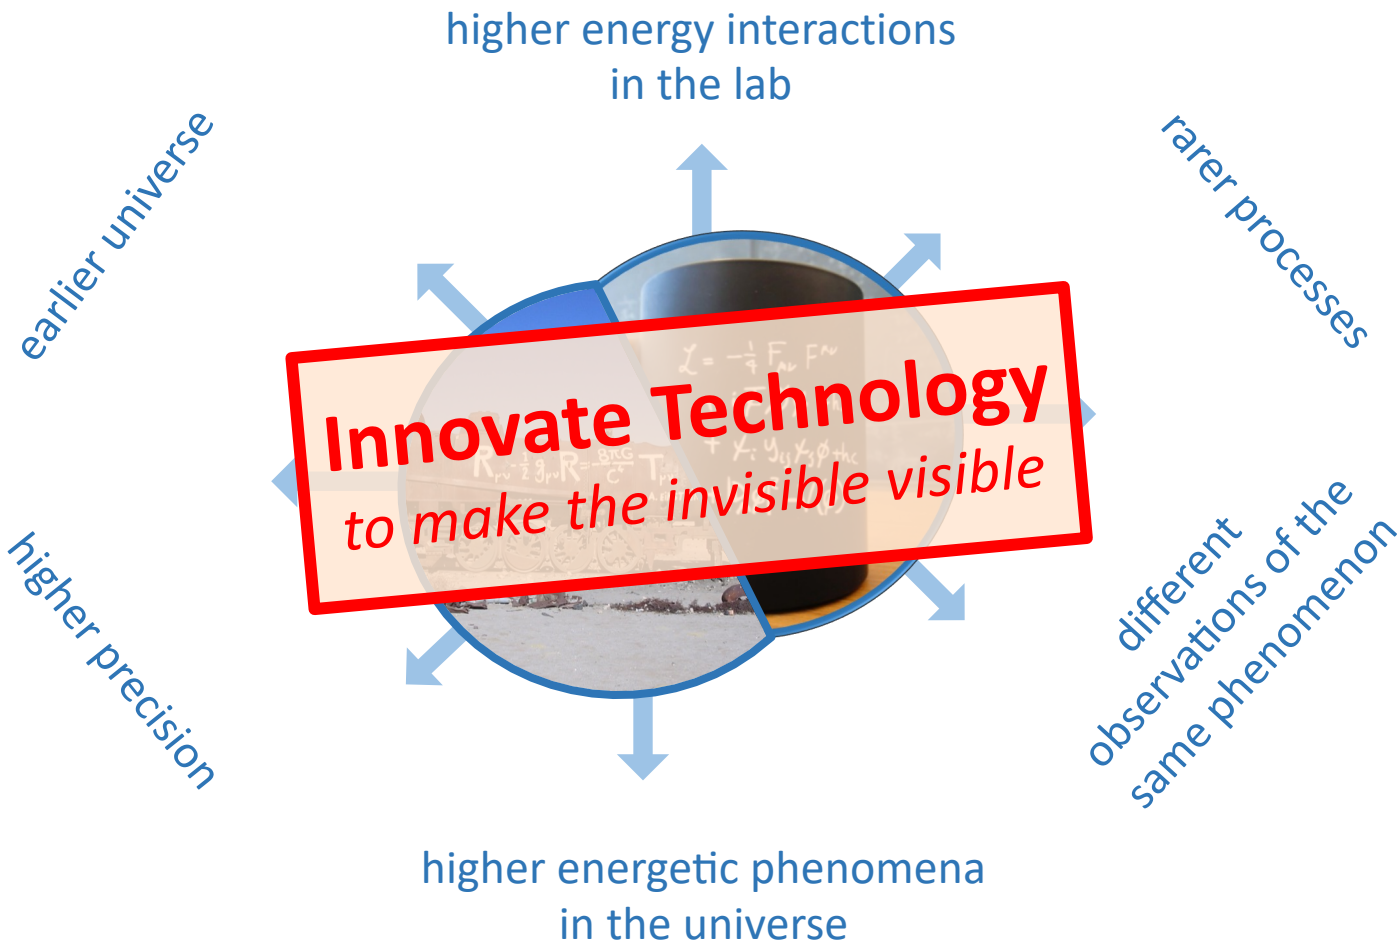 higher energy interactions
in the lab
earlier universe
rarer processes
Innovate Technology
to make the invisible visible
higher precision
different
observations of the
same phenomenon
higher energetic phenomena
in the universe